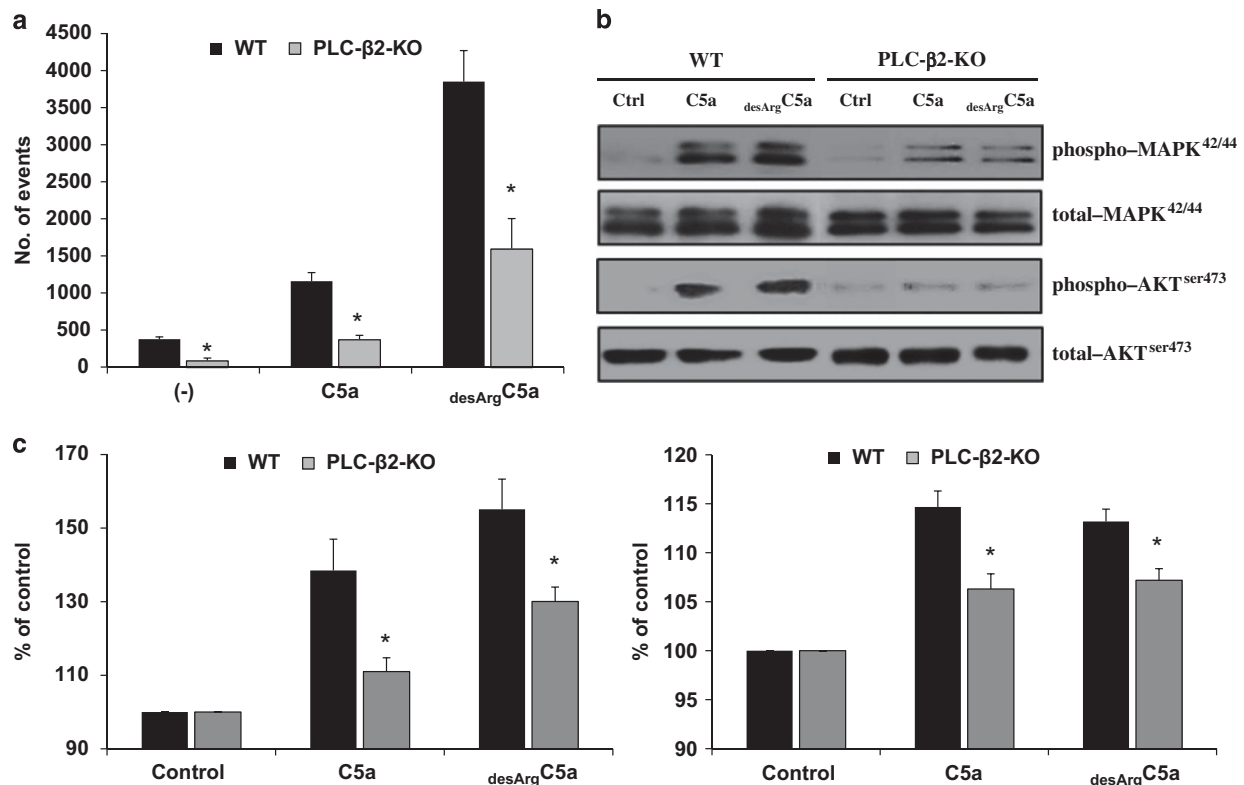 a
4500
4000
3500
3000
2500
2000
1500
1000
500
0
No. of events
WT PLC-β2-KO
*
*
*
(-) C5a desArgC5a
b
WT PLC-β2-KO
Ctrl C5a desArgC5a Ctrl C5a desArgC5a
phospho–MAPK42/44
total–MAPK42/44
phospho–AKTser473
total–AKTser473
c
170
150
130
110
90
% of control
WT PLC-β2-KO
*
*
Control C5a desArgC5a
120
115
110
105
100
95
90
% of control
WT PLC-β2-KO
*
*
Control C5a desArgC5a